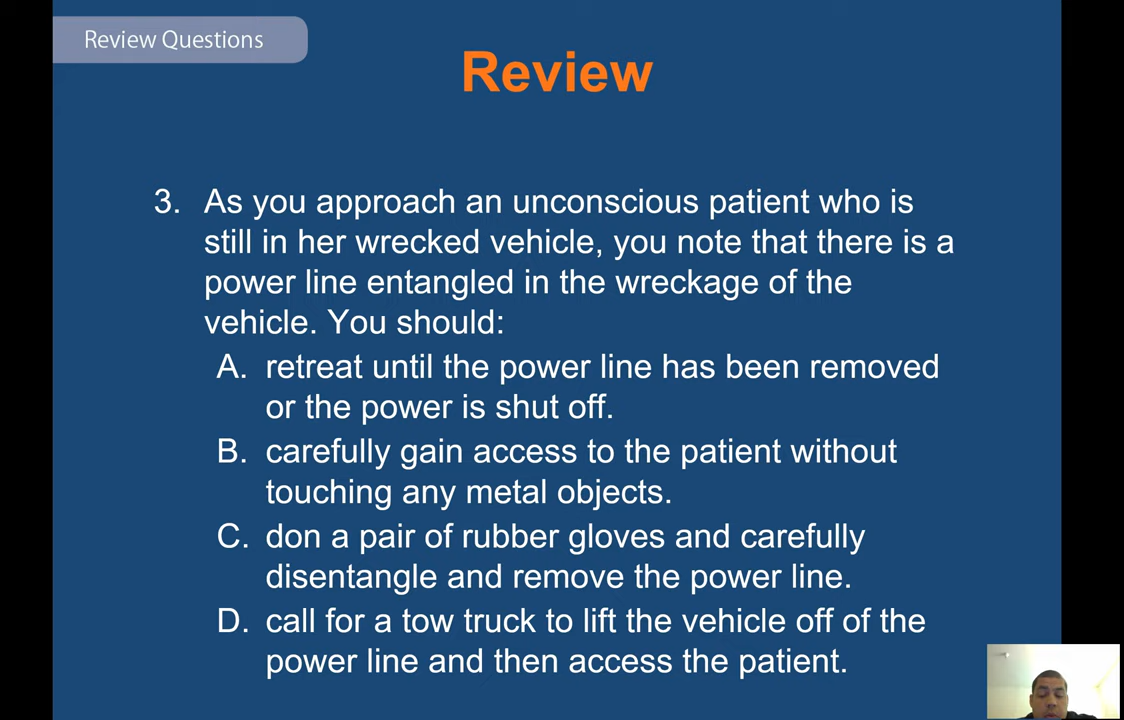 Review Questions
Review
3. As you approach an unconscious patient who is
still in her wrecked vehicle, you note that there is a
power line entangled in the wreckage of the
vehicle. You should:
A. retreat until the power line has been removed
or the power is shut off.
B. carefully gain access to the patient without
touching any metal objects.
C. don a pair of rubber gloves and carefully
disentangle and remove the power line.
D. call for a tow truck to lift the vehicle off of the
power line and then access the patient.